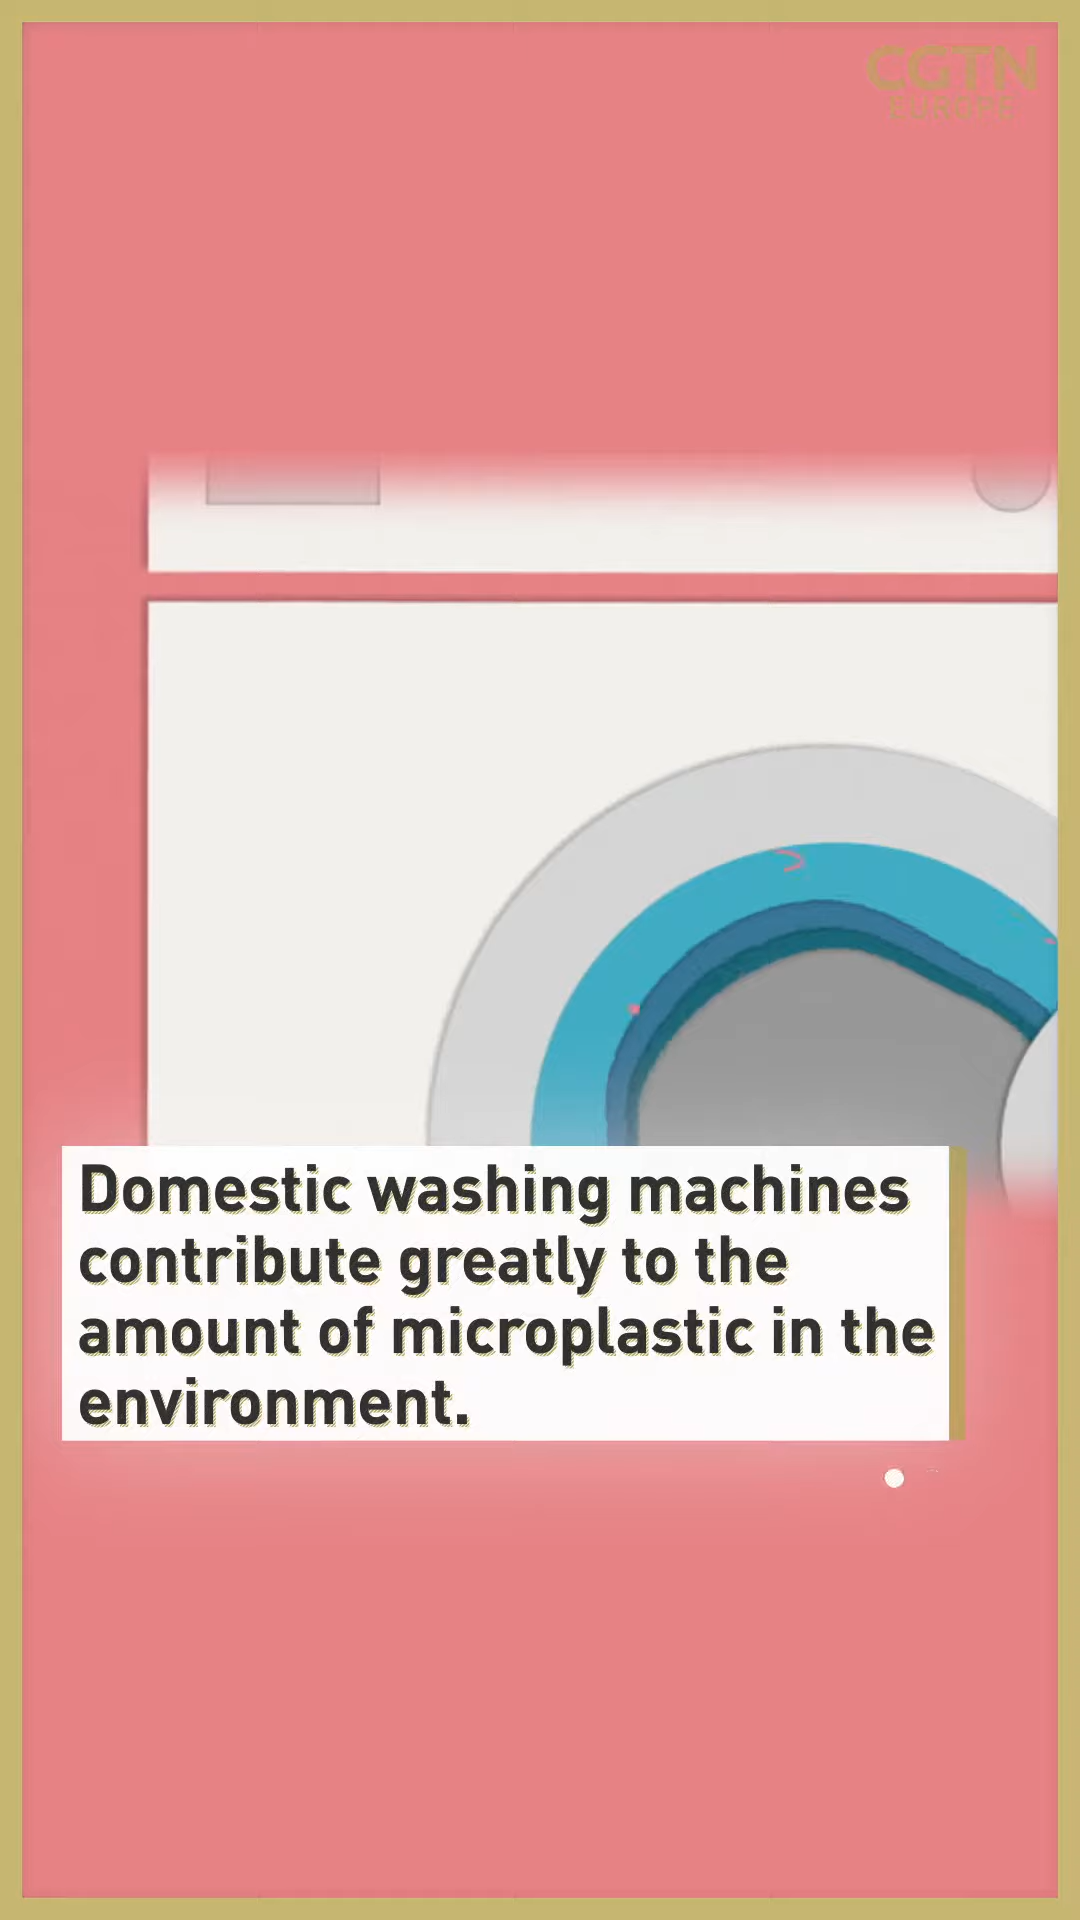 CGTN
EUROPE
Domestic washing machines
contribute greatly to the
amount of microplastic in the
environment.